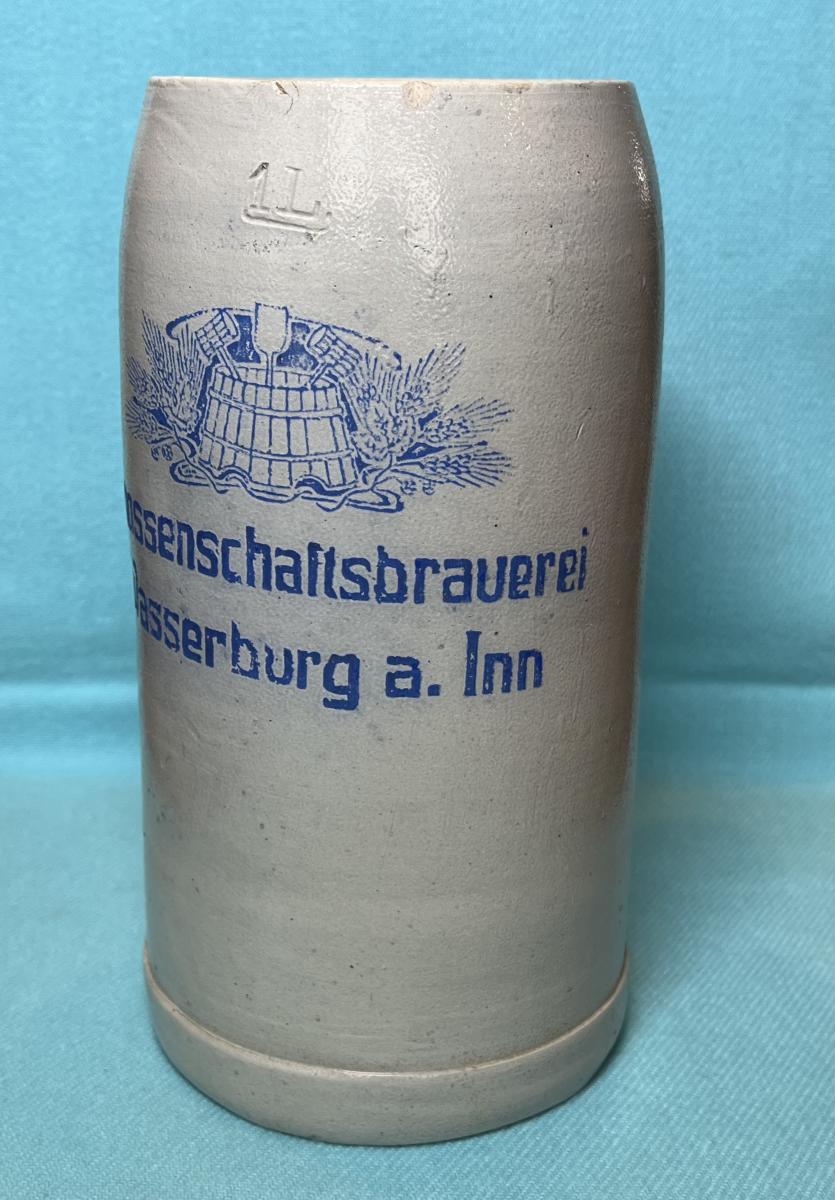 1L
ossenschaftsbrauerei
asserburg a. Inn